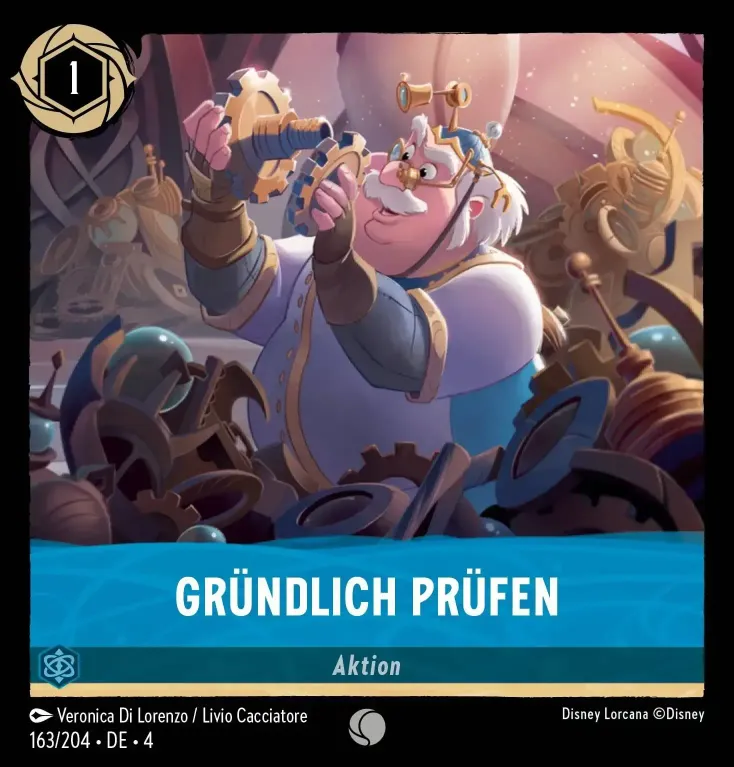 1
GRÜNDLICH PRÜFEN
Aktion
Veronica Di Lorenzo / Livio Cacciatore
Disney Lorcana ©Disney
163/204 • DE • 4